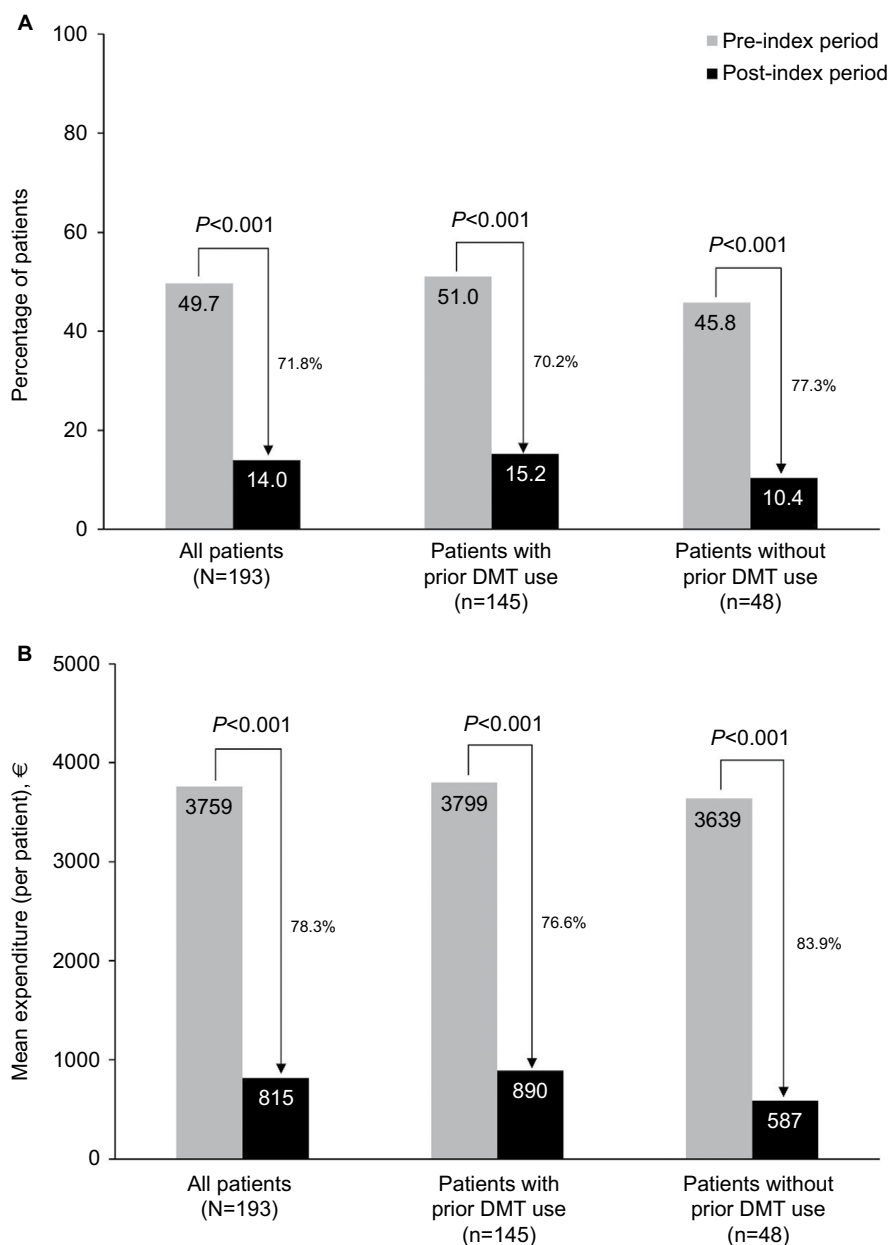 A
Percentage of patients
100
80
60
40
20
0
Pre-index period
Post-index period
P<0.001
P<0.001
P<0.001
49.7
51.0
45.8
71.8%
70.2%
77.3%
14.0
15.2
10.4
All patients
(N=193)
Patients with
prior DMT use
(n=145)
Patients without
prior DMT use
(n=48)
B
Mean expenditure (per patient), €
5000
4000
3000
2000
1000
0
P<0.001
P<0.001
P<0.001
3759
3799
3639
78.3%
76.6%
83.9%
815
890
587
All patients
(N=193)
Patients with
prior DMT use
(n=145)
Patients without
prior DMT use
(n=48)